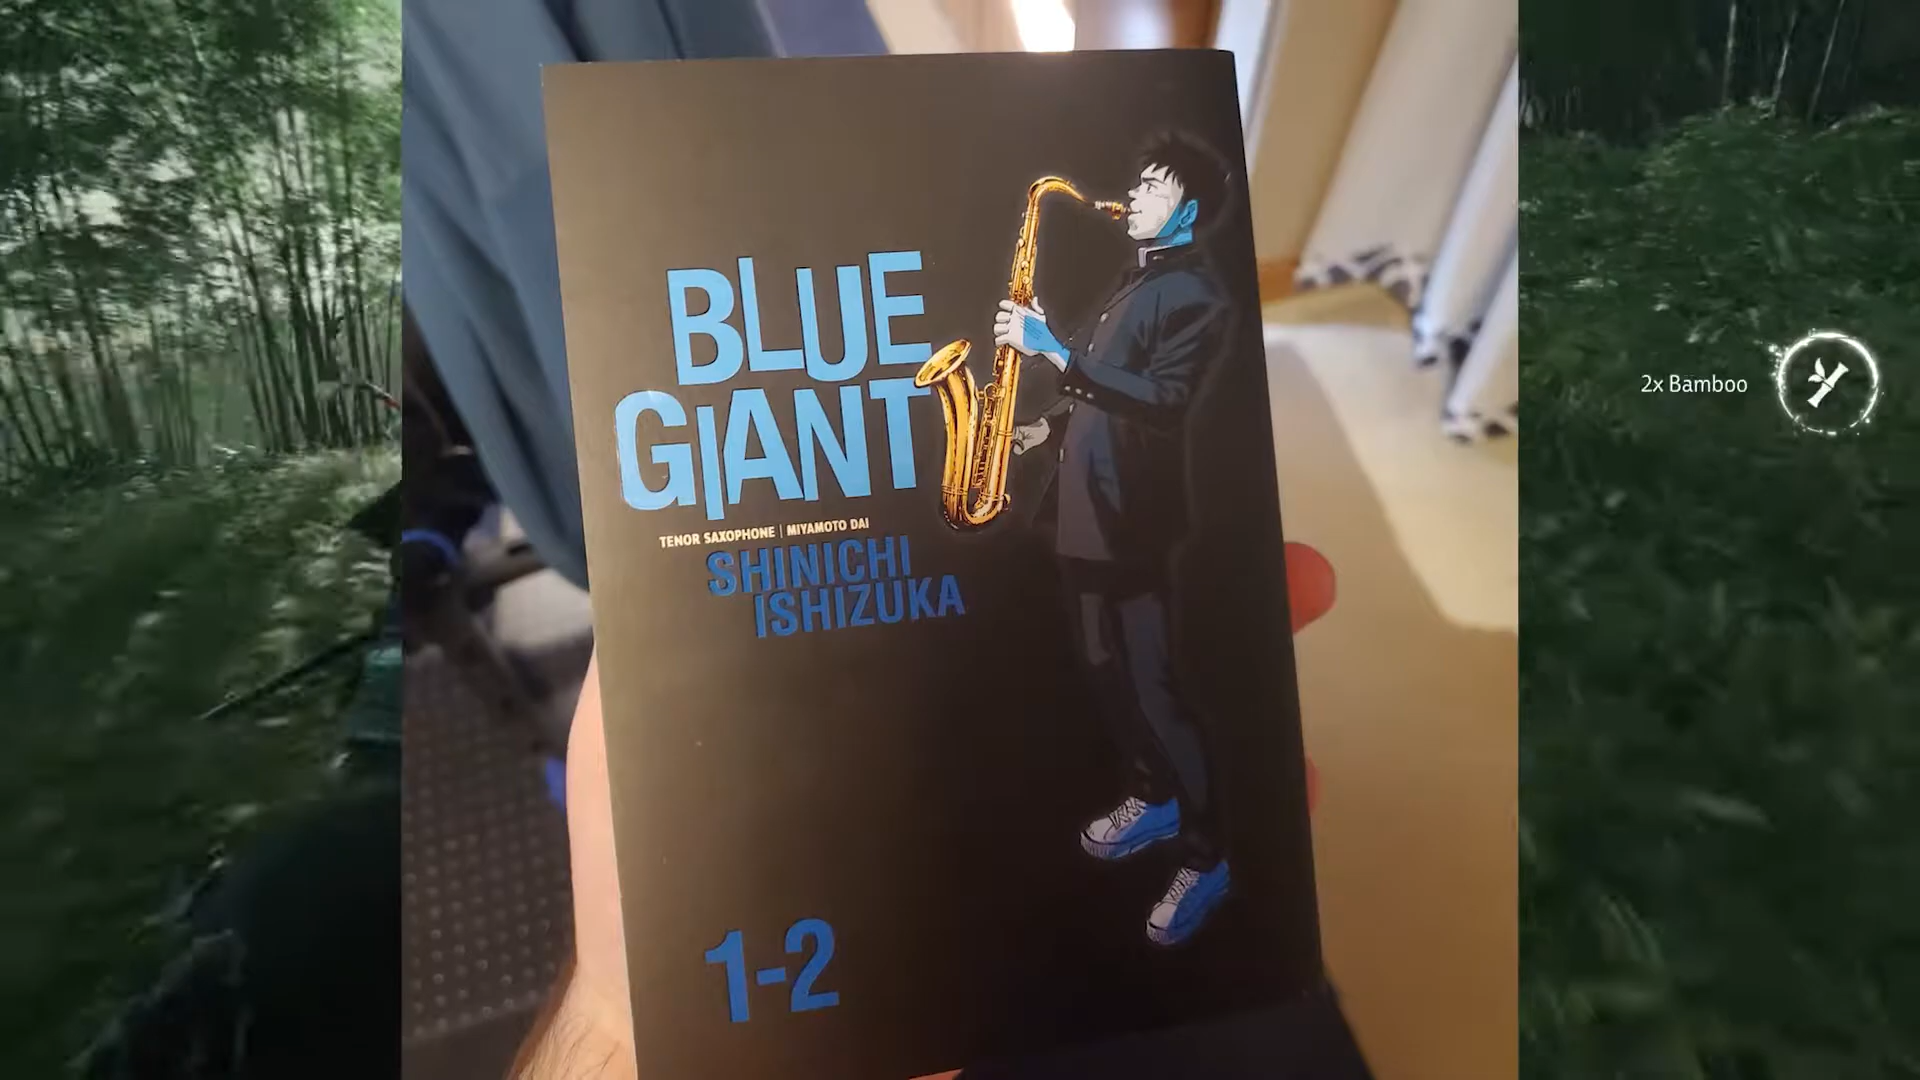 BLUE
GIANT
TENOR SAXOPHONE | MIYAMOTO DAI
SHINICHI
ISHIZUKA
1-2
2x Bamboo